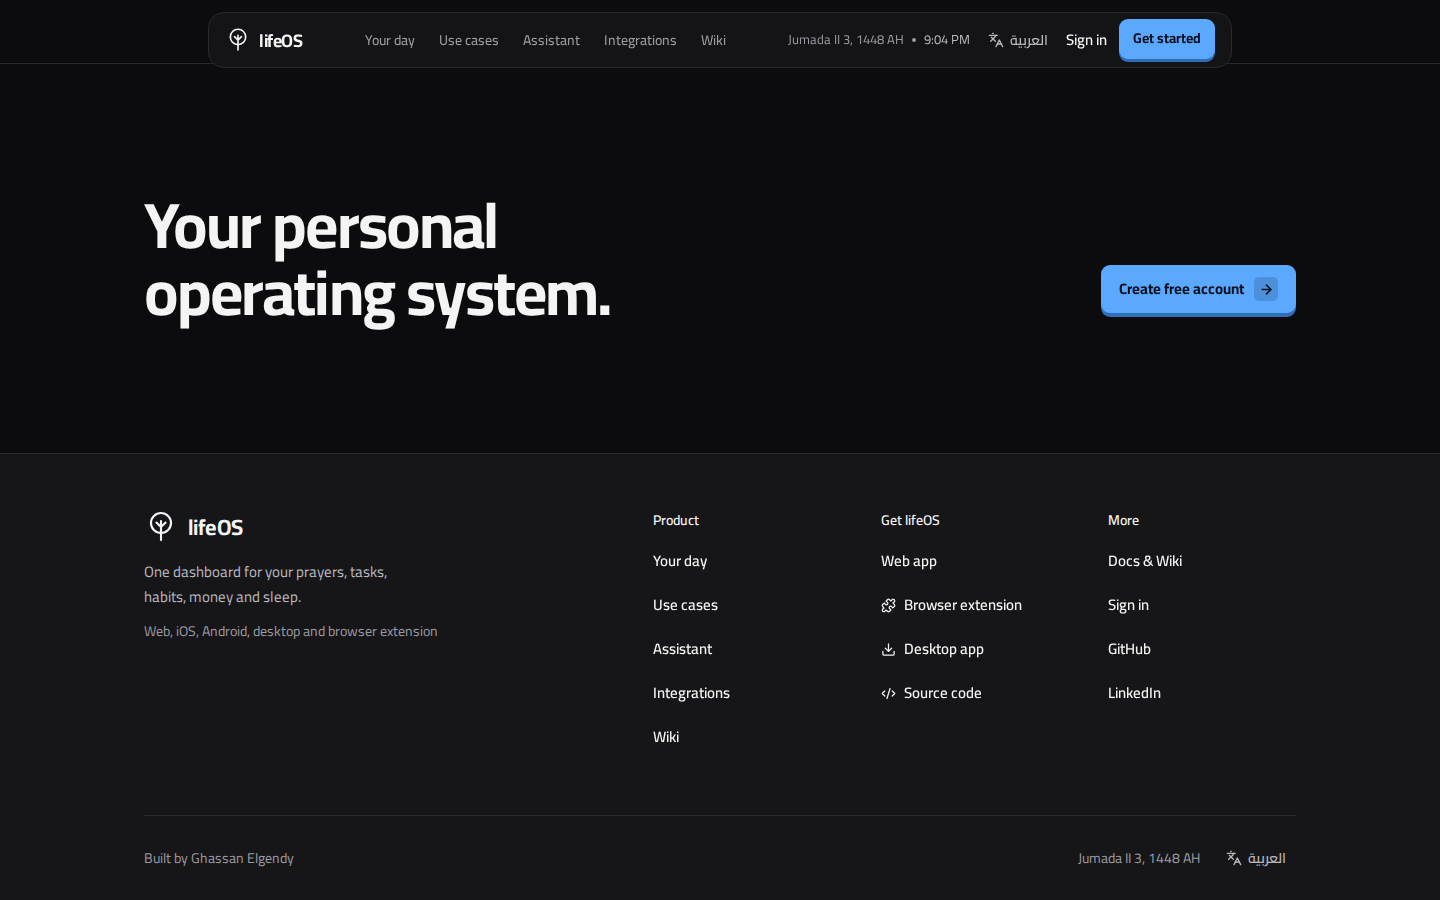 lifeOS
Your day
Use cases
Assistant
Integrations
Wiki
Jumada II 3, 1448 AH • 9:04 PM
العربية
Sign in
Get started
Your personal
operating system.
Create free account
lifeOS
One dashboard for your prayers, tasks,
habits, money and sleep.
Web, iOS, Android, desktop and browser extension
Product
Your day
Use cases
Assistant
Integrations
Wiki
Get lifeOS
Web app
Browser extension
Desktop app
Source code
More
Docs & Wiki
Sign in
GitHub
LinkedIn
Built by Ghassan Elgendy
Jumada II 3, 1448 AH
العربية